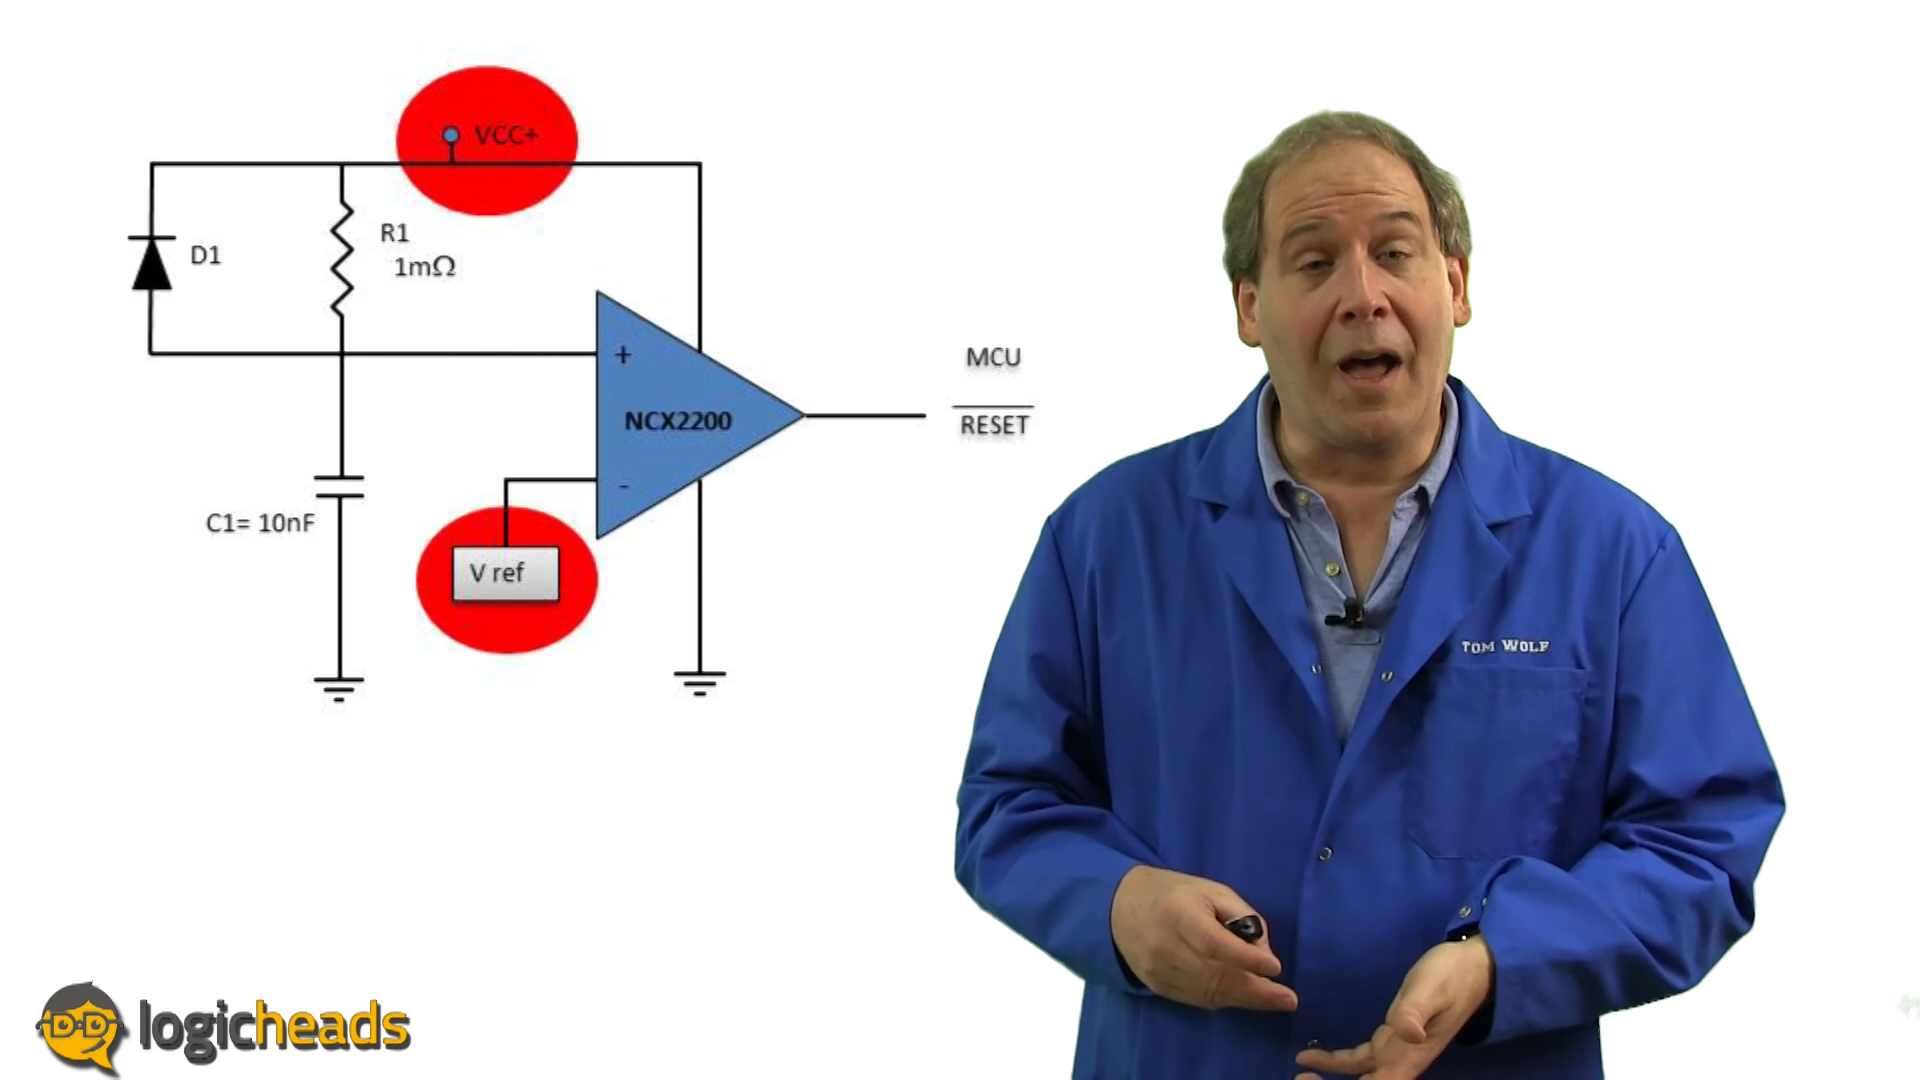 VCC+
D1
R1
1mΩ
+
NCX2200
-
MCU
RESET
C1= 10nF
V ref
TOM WOLF
logicheads